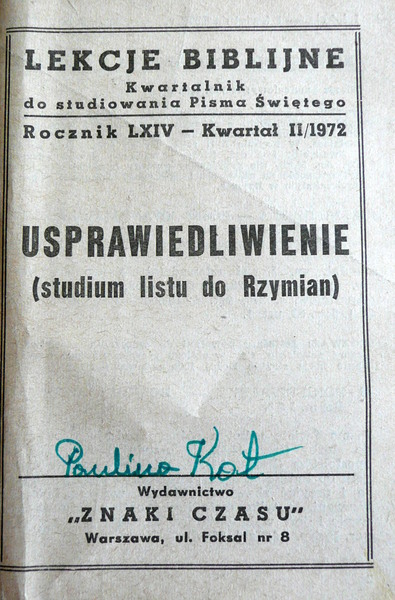 LEKCJE BIBLIJNE
Kwartalnik
do studiowania Pisma Świętego
Rocznik LXIV – Kwartał II/1972
USPRAWIEDLIWIENIE
(studium listu do Rzymian)
Paulina Kot
Wydawnictwo
„ZNAKI CZASU"
Warszawa, ul. Foksal nr 8